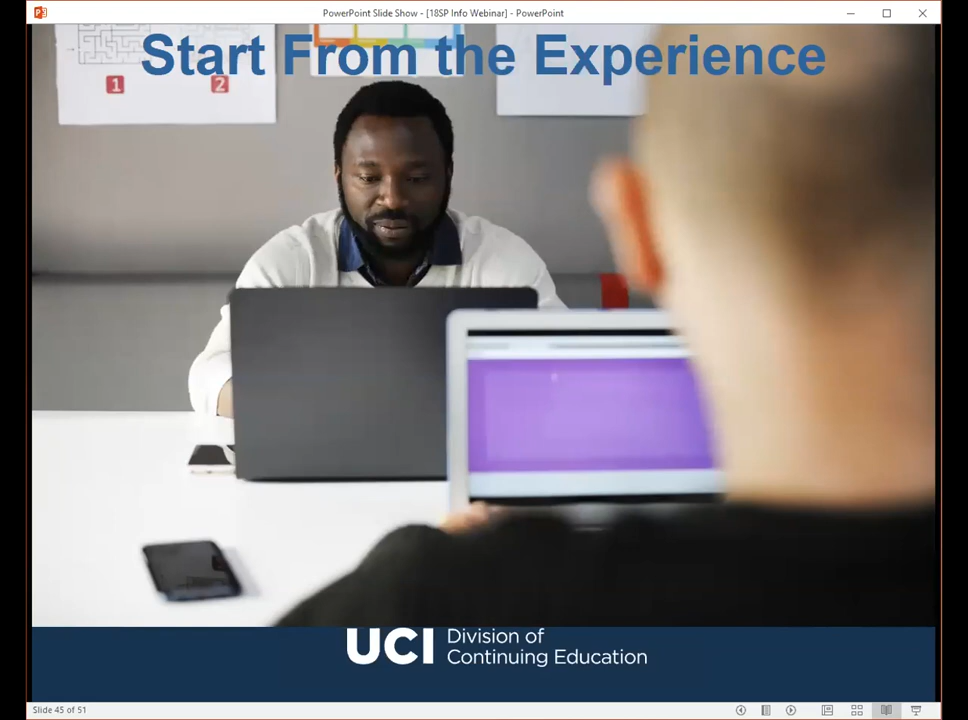 PowerPoint Slide Show - [18SP Info Webinar] - PowerPoint
Start From the Experience
1
2
UCI
Division of
Continuing Education
Slide 45 of 51